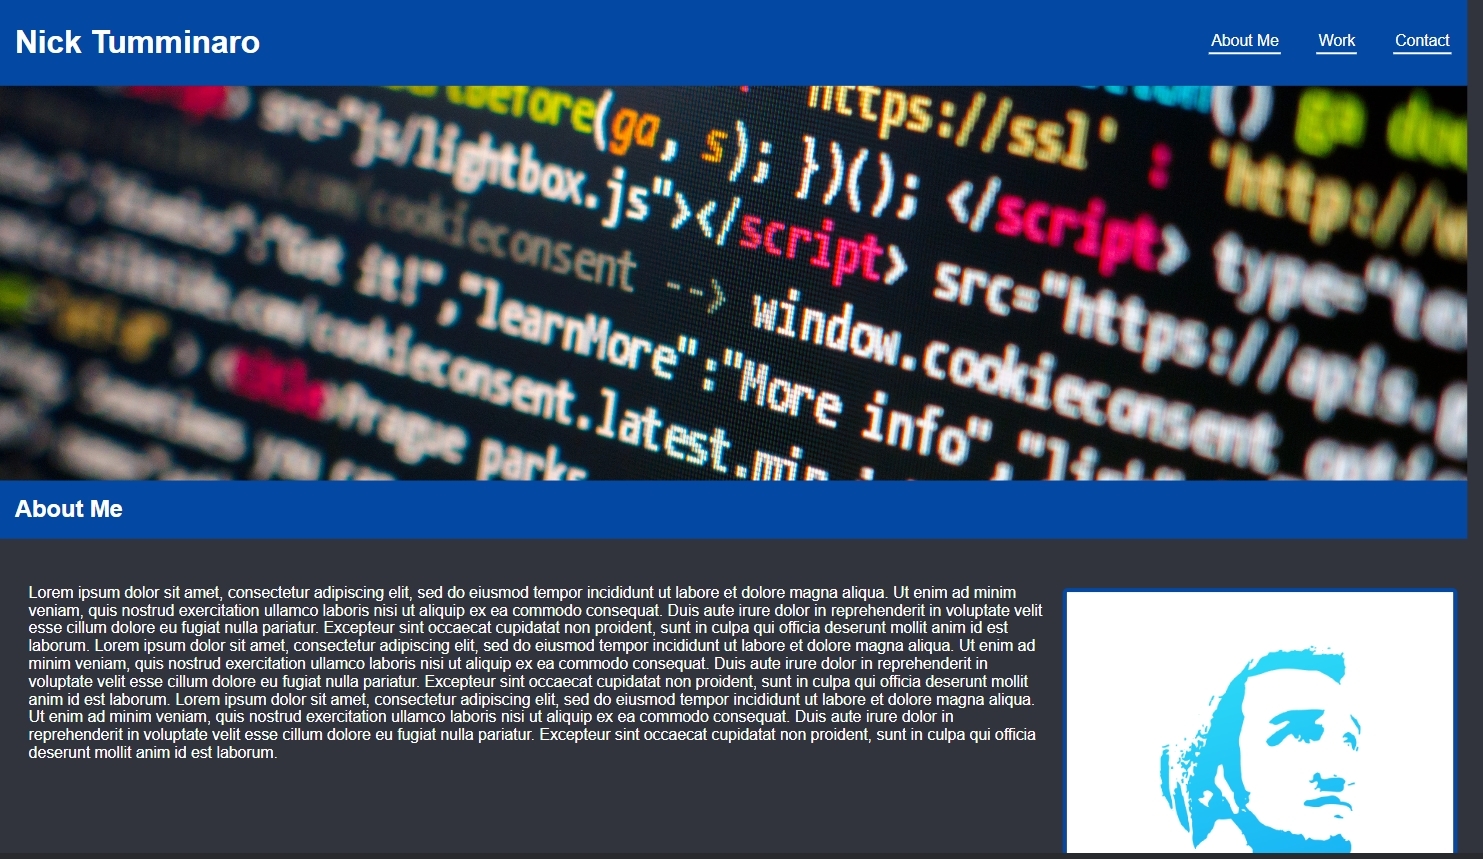 Nick Tumminaro
About Me
Work
Contact
before(ga, s); })(); </script> type="te
https://ssl' : 'http://
src="js/lightbox.js"></script> src="https://apis.
cookieconsent --> window.cookieconsent
"Got it!","learnMore":"More info","li
cookieconsent.latest.min.j
Prague parks
() ga
About Me
Lorem ipsum dolor sit amet, consectetur adipiscing elit, sed do eiusmod tempor incididunt ut labore et dolore magna aliqua. Ut enim ad minim
veniam, quis nostrud exercitation ullamco laboris nisi ut aliquip ex ea commodo consequat. Duis aute irure dolor in reprehenderit in voluptate velit
esse cillum dolore eu fugiat nulla pariatur. Excepteur sint occaecat cupidatat non proident, sunt in culpa qui officia deserunt mollit anim id est
laborum. Lorem ipsum dolor sit amet, consectetur adipiscing elit, sed do eiusmod tempor incididunt ut labore et dolore magna aliqua. Ut enim ad
minim veniam, quis nostrud exercitation ullamco laboris nisi ut aliquip ex ea commodo consequat. Duis aute irure dolor in reprehenderit in
voluptate velit esse cillum dolore eu fugiat nulla pariatur. Excepteur sint occaecat cupidatat non proident, sunt in culpa qui officia deserunt mollit
anim id est laborum. Lorem ipsum dolor sit amet, consectetur adipiscing elit, sed do eiusmod tempor incididunt ut labore et dolore magna aliqua.
Ut enim ad minim veniam, quis nostrud exercitation ullamco laboris nisi ut aliquip ex ea commodo consequat. Duis aute irure dolor in
reprehenderit in voluptate velit esse cillum dolore eu fugiat nulla pariatur. Excepteur sint occaecat cupidatat non proident, sunt in culpa qui officia
deserunt mollit anim id est laborum.